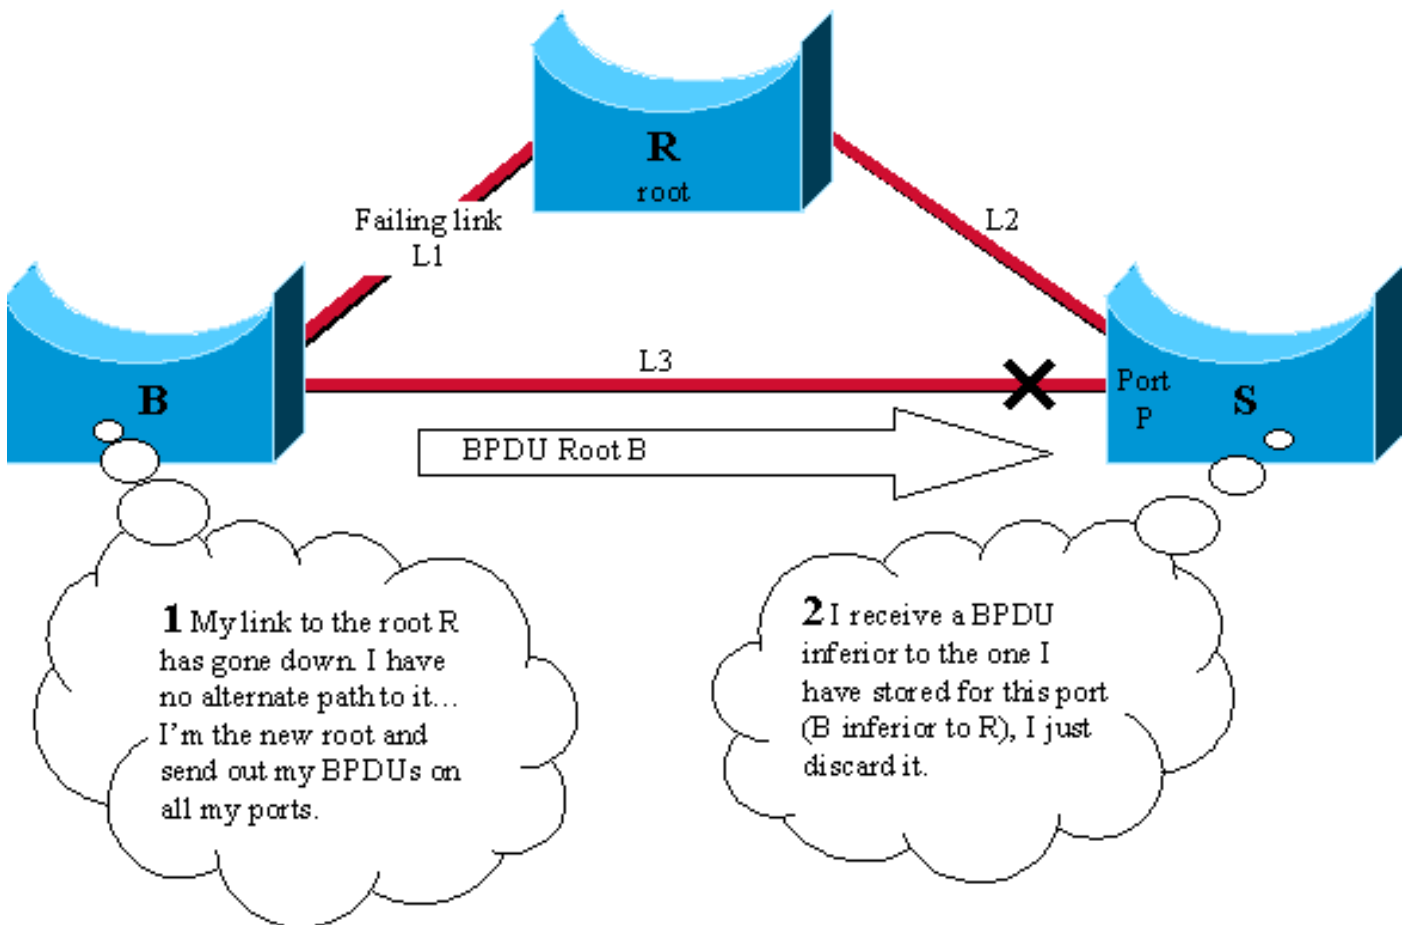 R
root
Failing link
L1
L2
L3
B
Port
P
S
BPDU Root B
1 My link to the root R
has gone down. I have
no alternate path to it...
I'm the new root and
send out my BPDUs on
all my ports.
2 I receive a BPDU
inferior to the one I
have stored for this port
(B inferior to R), I just
discard it.